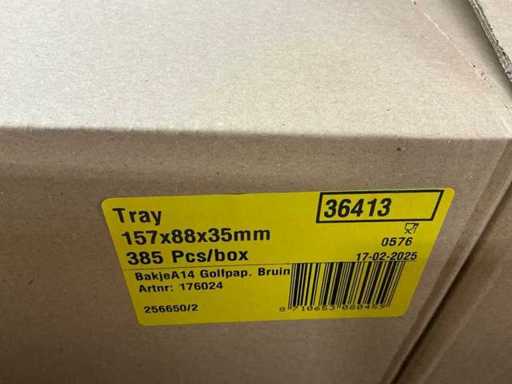 Tray
36413
157x88x35mm
0576
385 Pcs/box
17-02-2025
BakjeA14 Golfpap. Bruin
Artnr: 176024
256650/2